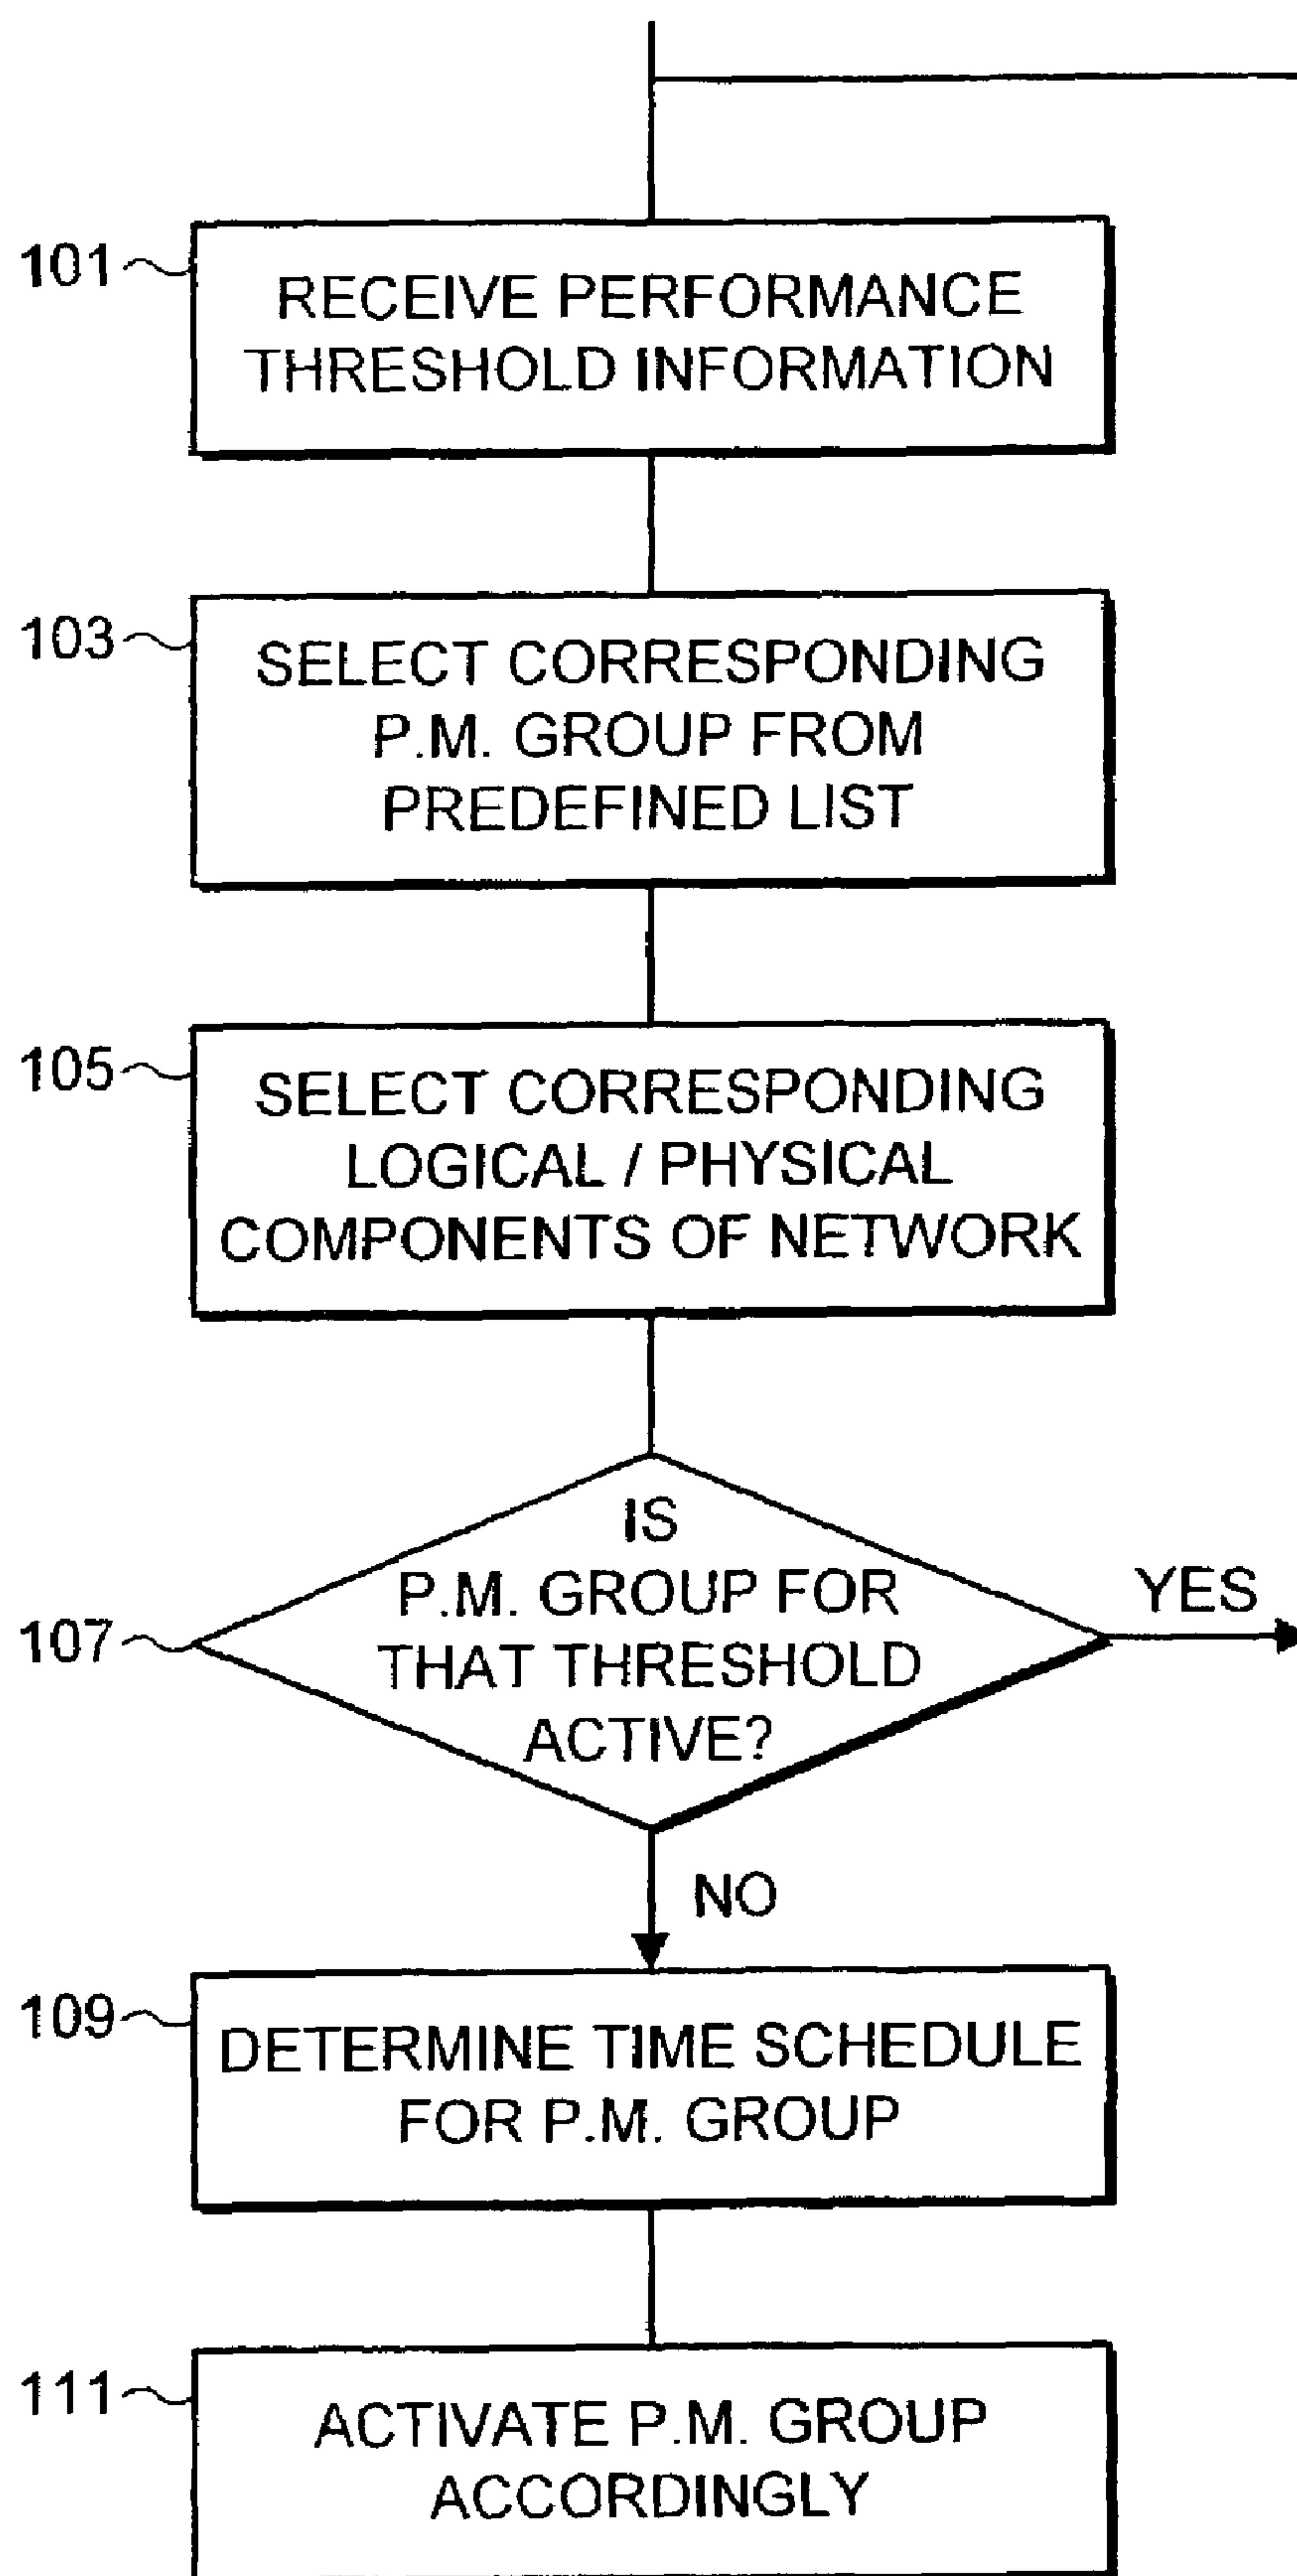 101
RECEIVE PERFORMANCE
THRESHOLD INFORMATION
103
SELECT CORRESPONDING
P.M. GROUP FROM
PREDEFINED LIST
105
SELECT CORRESPONDING
LOGICAL / PHYSICAL
COMPONENTS OF NETWORK
107
IS
P.M. GROUP FOR
THAT THRESHOLD
ACTIVE?
YES
NO
109
DETERMINE TIME SCHEDULE
FOR P.M. GROUP
111
ACTIVATE P.M. GROUP
ACCORDINGLY